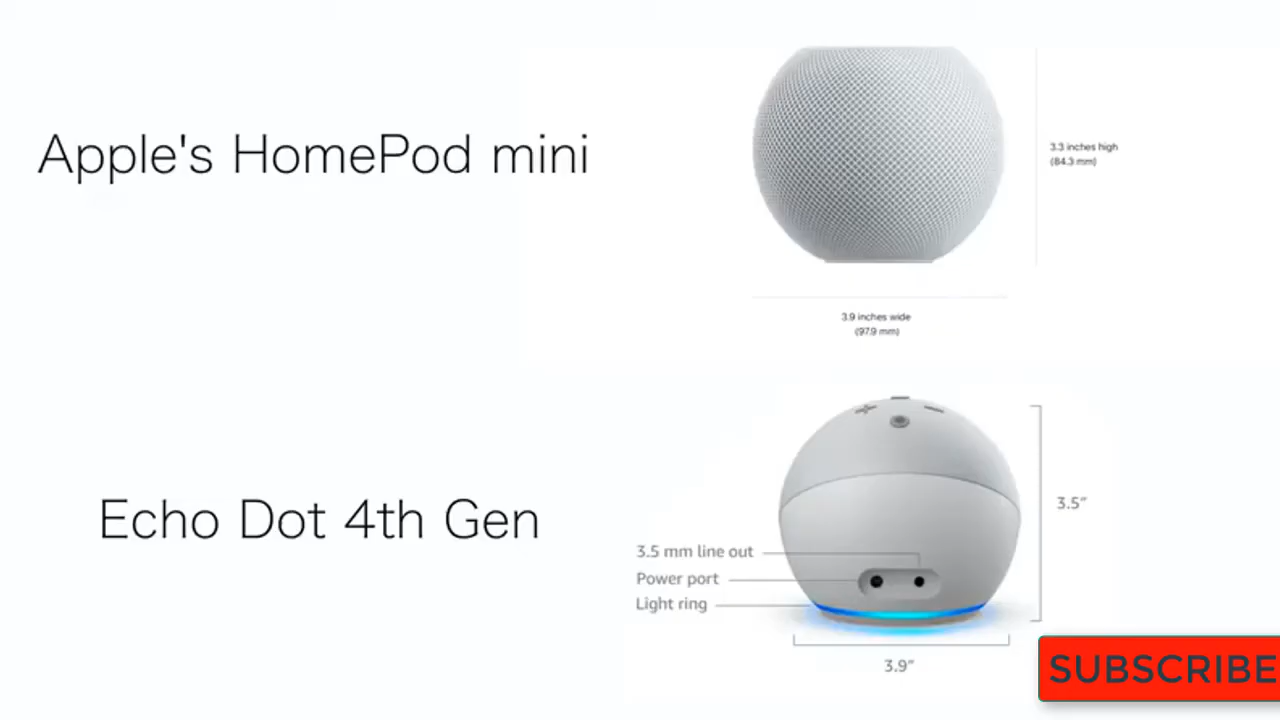 Apple's HomePod mini
3.3 inches high
(84.3 mm)
3.9 inches wide
(97.9 mm)
Echo Dot 4th Gen
3.5"
3.5 mm line out
Power port
Light ring
3.9"
SUBSCRIBE